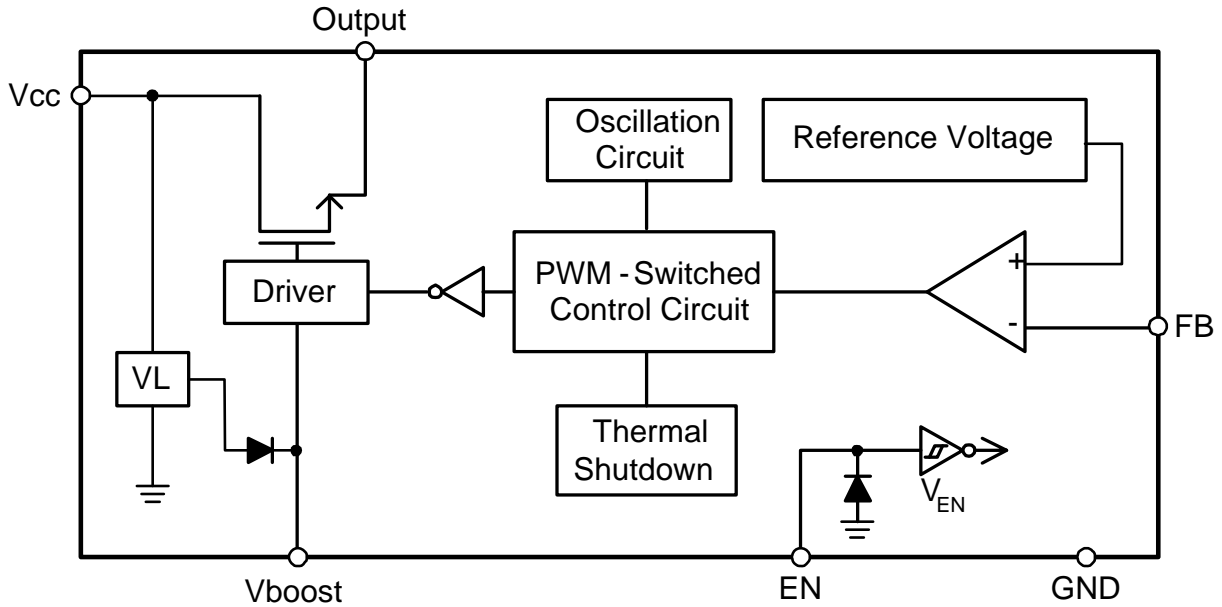 Output
Vcc
Oscillation
Circuit
Reference Voltage
+
PWM - Switched
Control Circuit
Driver
-
FB
VL
Thermal
Shutdown
VEN
Vboost
EN
GND